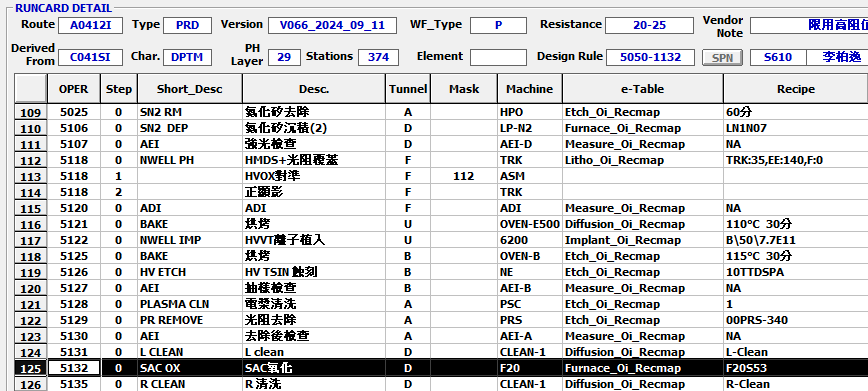 RUNCARD DETAIL
Route A0412I Type PRD Version V066_2024_09_11 WF_Type P Resistance 20-25 Vendor Note 限用高阻值
Derived From C041SI Char. DPTM PH Layer 29 Stations 374 Element Design Rule 5050-1132 SPN S610 李柏逸
OPER Step Short_Desc Desc. Tunnel Mask Machine e-Table Recipe
109 5025 0 SN2 RM 氮化矽去除 A HPO Etch_Oi_Recmap 60分
110 5106 0 SN2 DEP 氮化矽沉積(2) D LP-N2 Furnace_Oi_Recmap LN1N07
111 5107 0 AEI 強光檢查 D AEI-D Measure_Oi_Recmap NA
112 5118 0 NWELL PH HMDS+光阻覆蓋 F TRK Litho_Oi_Recmap TRK:35,EE:140,F:0
113 5118 1 HVOX對準 F 112 ASM
114 5118 2 正顯影 F TRK
115 5120 0 ADI ADI F ADI Measure_Oi_Recmap NA
116 5121 0 BAKE 烘烤 U OVEN-E500 Diffusion_Oi_Recmap 110°C 30分
117 5122 0 NWELL IMP HVVT離子植入 U 6200 Implant_Oi_Recmap B\50\7.7E11
118 5125 0 BAKE 烘烤 B OVEN-B Etch_Oi_Recmap 115°C 30分
119 5126 0 HV ETCH HV TSIN 蝕刻 B NE Etch_Oi_Recmap 10TTDSPA
120 5127 0 AEI 抽樣檢查 B AEI-B Measure_Oi_Recmap NA
121 5128 0 PLASMA CLN 電漿清洗 A PSC Etch_Oi_Recmap 1
122 5129 0 PR REMOVE 光阻去除 A PRS Etch_Oi_Recmap 00PRS-340
123 5130 0 AEI 去除後檢查 A AEI-A Measure_Oi_Recmap NA
124 5131 0 L CLEAN L clean D CLEAN-1 Diffusion_Oi_Recmap L-Clean
125 5132 0 SAC OX SAC氧化 D F20 Furnace_Oi_Recmap F20S53
126 5135 0 R CLEAN R 清洗 D CLEAN-1 Diffusion_Oi_Recmap R-Clean